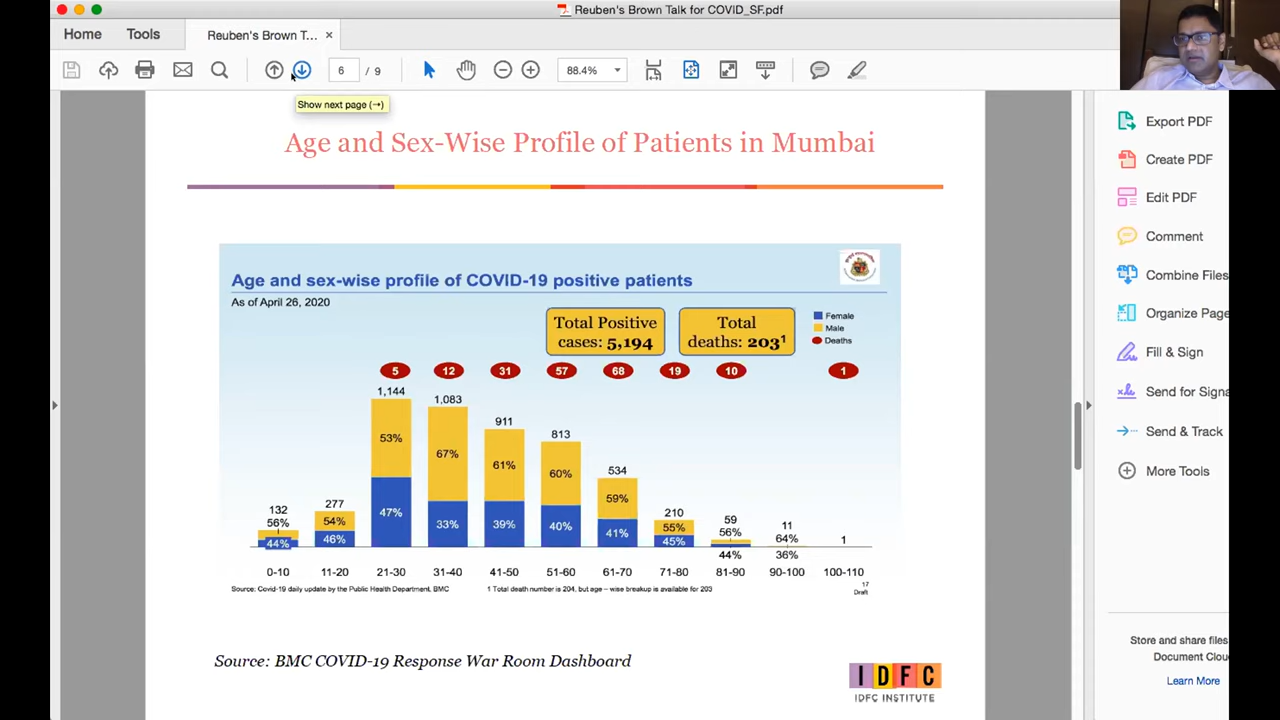 Reuben's Brown Talk for COVID_SF.pdf
Home Tools Reuben's Brown T... ×
6 / 9 88.4%
Show next page (→)
Age and Sex-Wise Profile of Patients in Mumbai
Age and sex-wise profile of COVID-19 positive patients
As of April 26, 2020
Total Positive
cases: 5,194
Total
deaths: 203¹
Female
Male
Deaths
5 12 31 57 68 19 10 1
1,144
1,083
911
813
534
277
132
210
59
11
1
56% 54% 53% 67% 61% 60% 59% 55% 56% 64%
44% 46% 47% 33% 39% 40% 41% 45% 44% 36%
0-10 11-20 21-30 31-40 41-50 51-60 61-70 71-80 81-90 90-100 100-110
Source: Covid-19 daily update by the Public Health Department, BMC
1 Total death number is 204, but age – wise breakup is available for 203
17
Draft
Source: BMC COVID-19 Response War Room Dashboard
IDFC
IDFC INSTITUTE
Export PDF
Create PDF
Edit PDF
Comment
Combine Files
Organize Page
Fill & Sign
Send for Signa
Send & Track
More Tools
Store and share files
Document Clou
Learn More